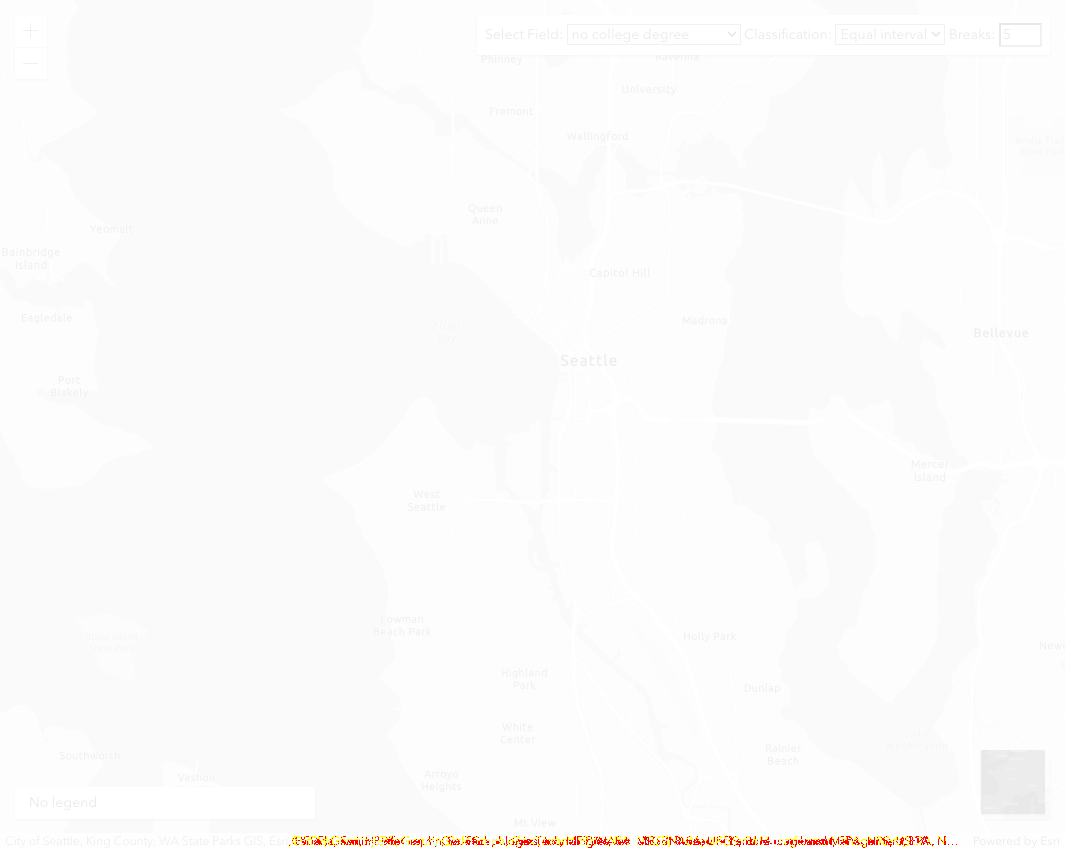 +
Select Field: no college degree Classification: Equal interval Breaks: 5
−
Phinney
Ravenna
University
Fremont
Wallingford
Queen
Anne
Yeomalt
Bainbridge
Island
Capitol Hill
Eagledale
Madrona
Bellevue
Seattle
Port
Blakely
Mercer
Island
West
Seattle
Lowman
Beach Park
Holly Park
Newc
Highland
Park
Dunlap
White
Center
Rainier
Beach
Southworth
Vashon
Arroyo
Heights
No legend
Mt View
City of Seattle, King County, WA State Parks GIS, Esri
Powered by Esri